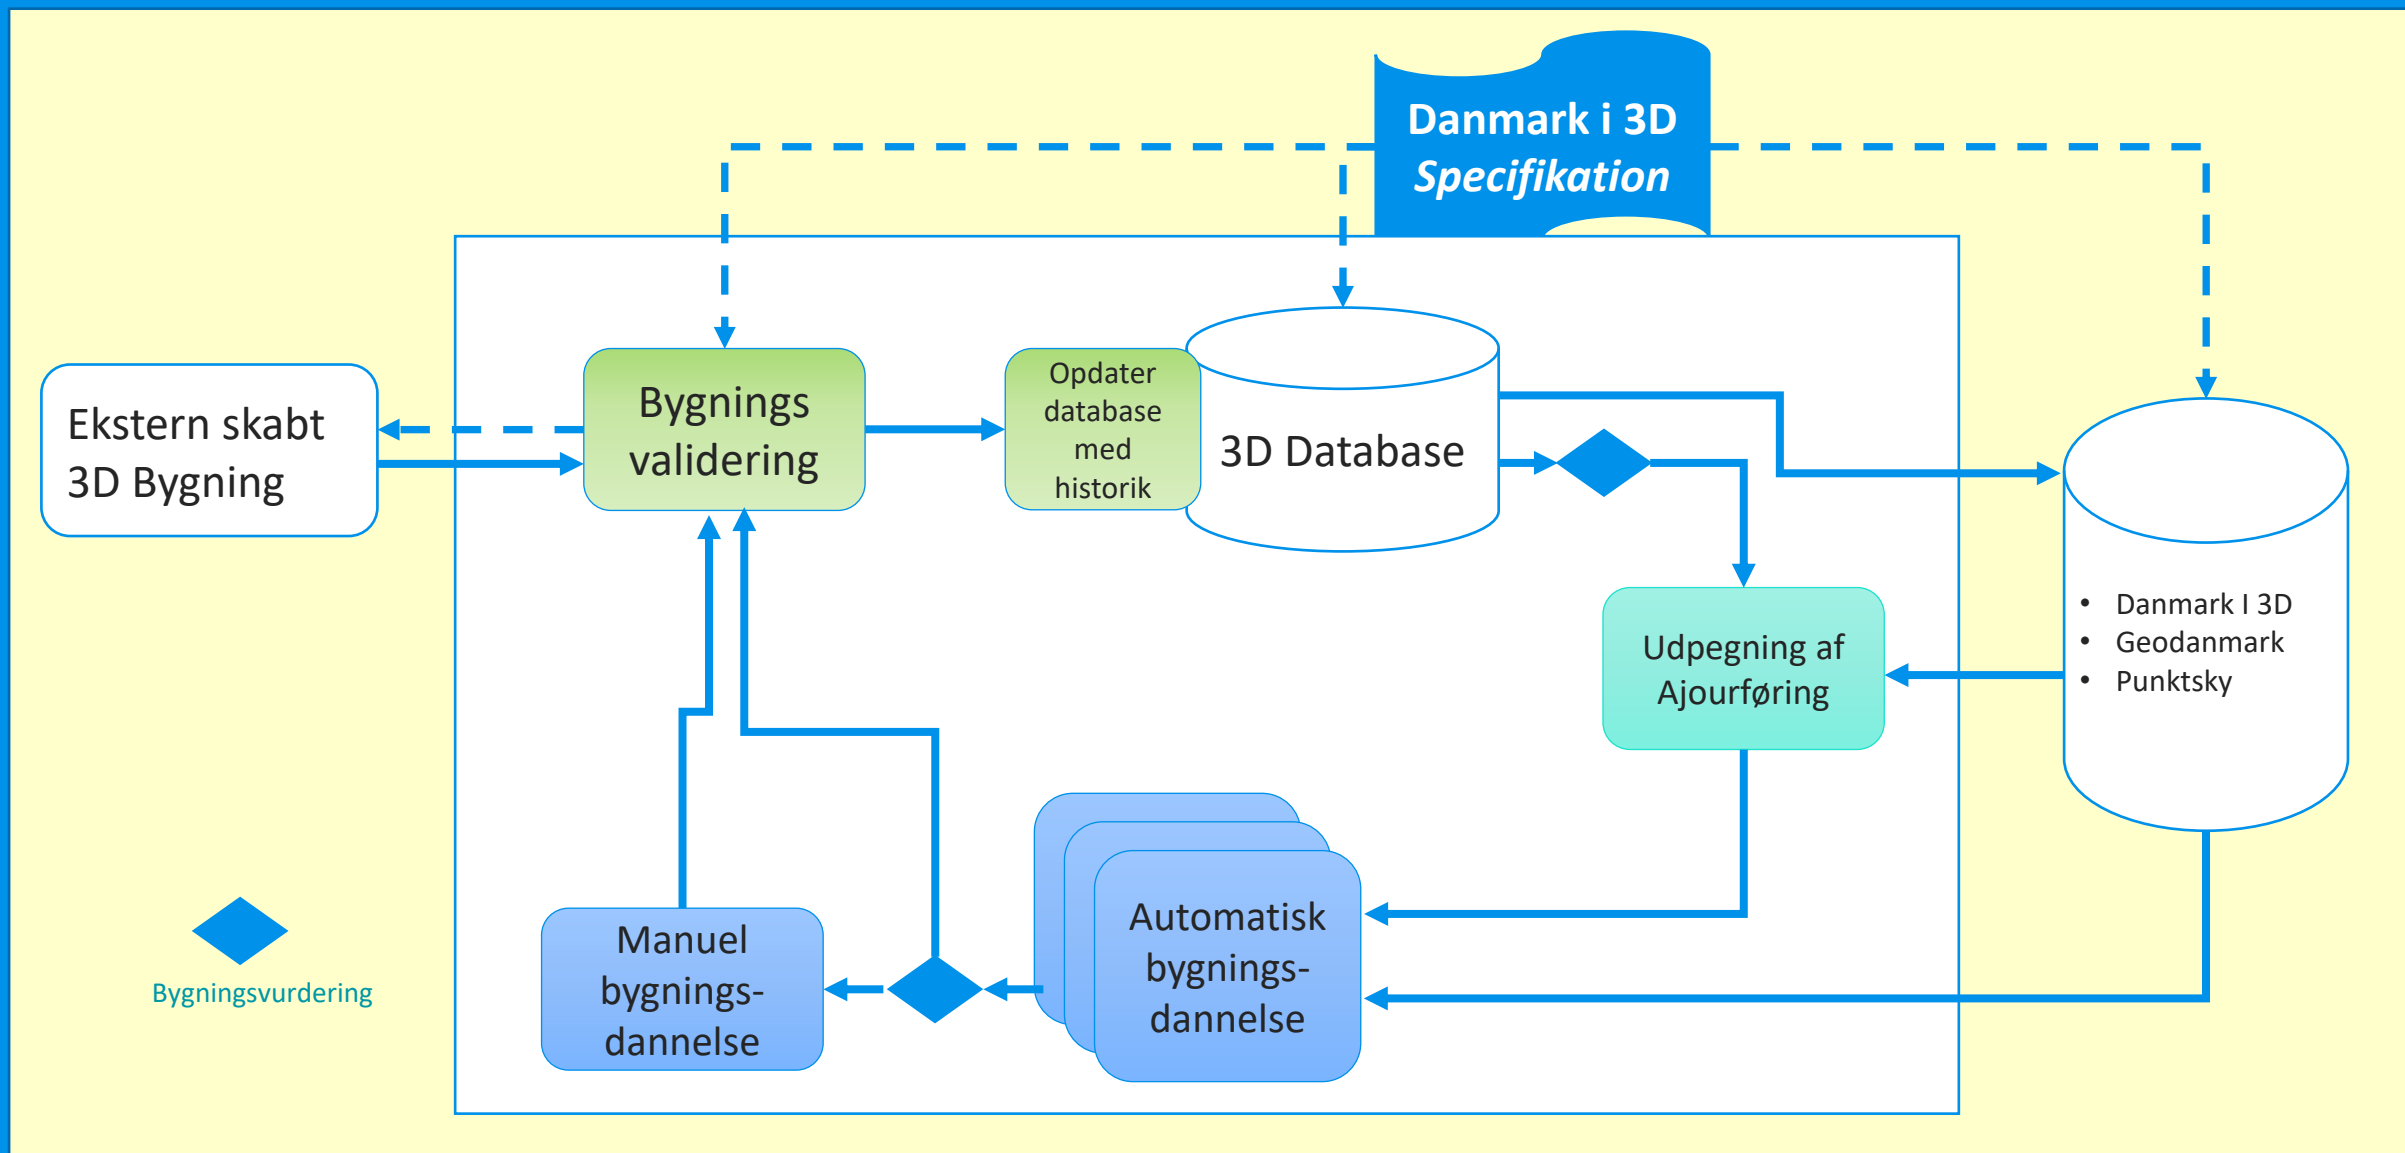 Danmark i 3D
Specifikation
Ekstern skabt
3D Bygning
Bygnings
validering
Opdater
database
med
historik
3D Database
Udpegning af
Ajourføring
• Danmark I 3D
• Geodanmark
• Punktsky
Manuel
bygnings-
dannelse
Automatisk
bygnings-
dannelse
Bygningsvurdering